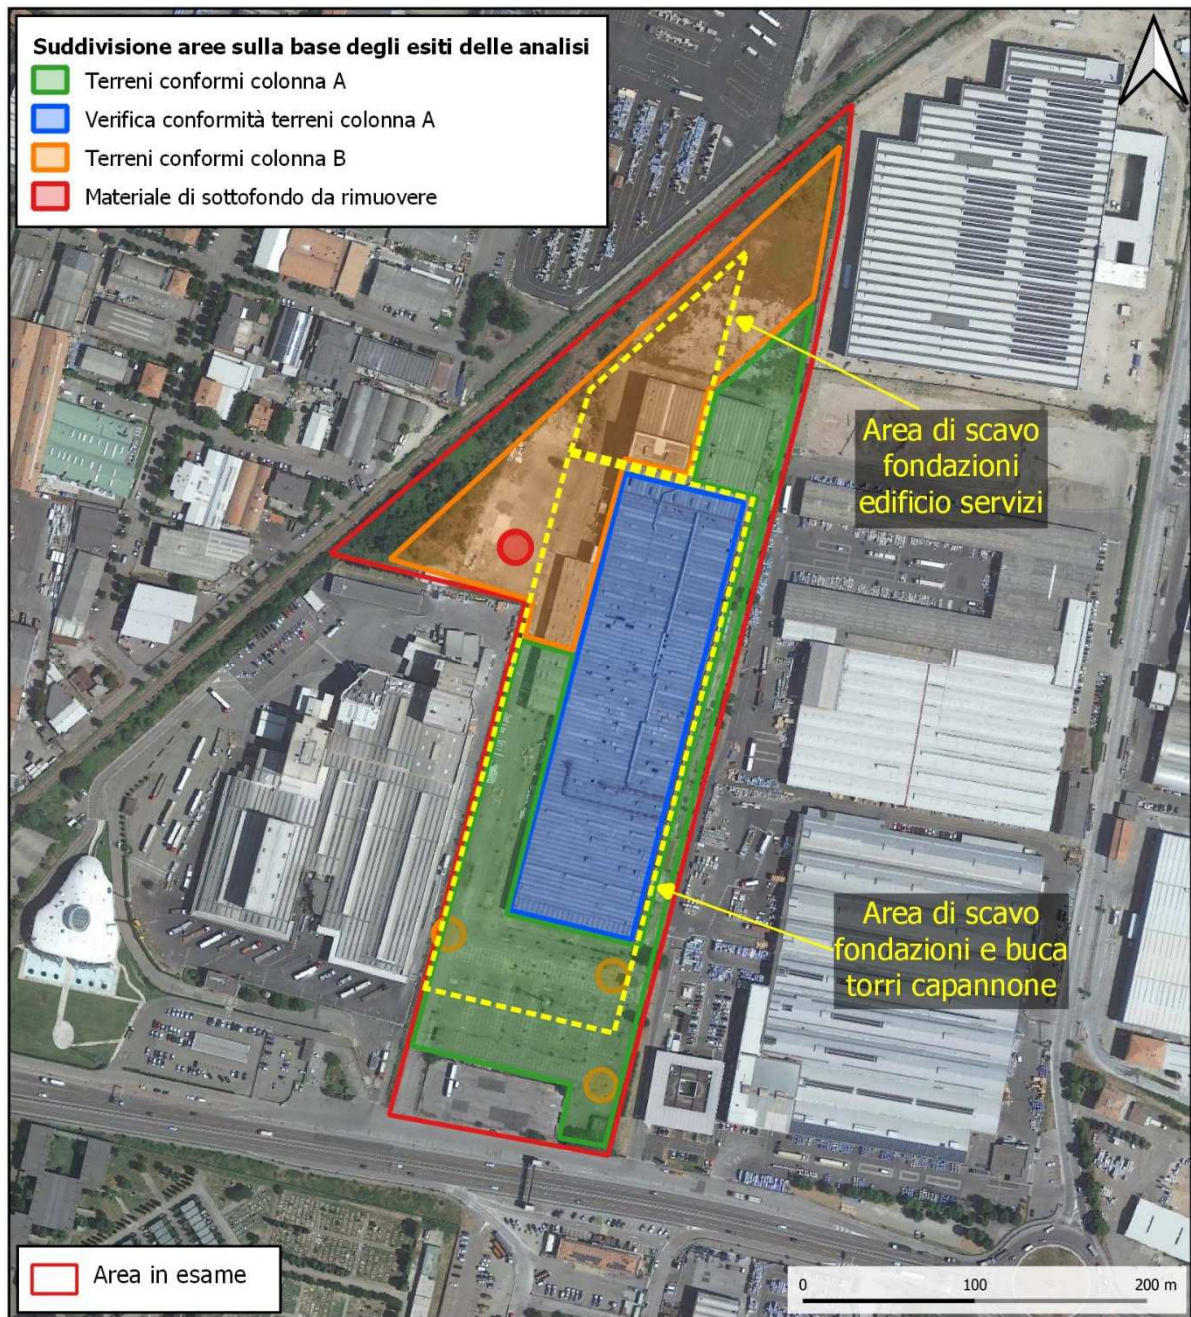 Suddivisione aree sulla base degli esiti delle analisi
Terreni conformi colonna A
Verifica conformità terreni colonna A
Terreni conformi colonna B
Materiale di sottofondo da rimuovere
Area di scavo
fondazioni
edificio servizi
Area di scavo
fondazioni e buca
torri capannone
Area in esame
0 100 200 m